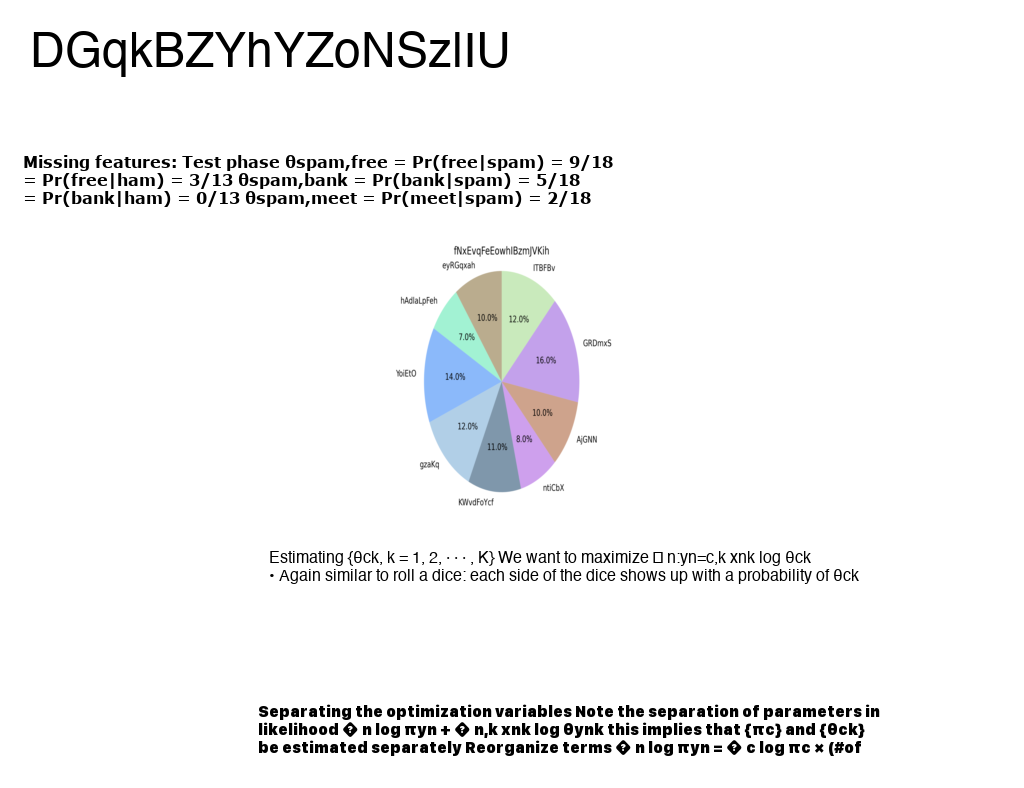 DGqkBZYhYZoNSzlIU
Missing features: Test phase θspam,free = Pr(free|spam) = 9/18
= Pr(free|ham) = 3/13 θspam,bank = Pr(bank|spam) = 5/18
= Pr(bank|ham) = 0/13 θspam,meet = Pr(meet|spam) = 2/18
fNxEvqFeEowhIBzmJVKih
eyRGqxah
ITBFBv
hAdlaLpFeh
10.0%
12.0%
7.0%
GRDmxS
16.0%
YoiEtO
14.0%
10.0%
12.0%
8.0%
AjGNN
11.0%
gzaKq
ntiCbX
KWvdFoYcf
Estimating {θck, k = 1, 2, · · · , K} We want to maximize � n:yn=c,k xnk log θck
• Again similar to roll a dice: each side of the dice shows up with a probability of θck
Separating the optimization variables Note the separation of parameters in
likelihood � n log πyn + � n,k xnk log θynk this implies that {πc} and {θck}
be estimated separately Reorganize terms � n log πyn = � c log πc × (#of